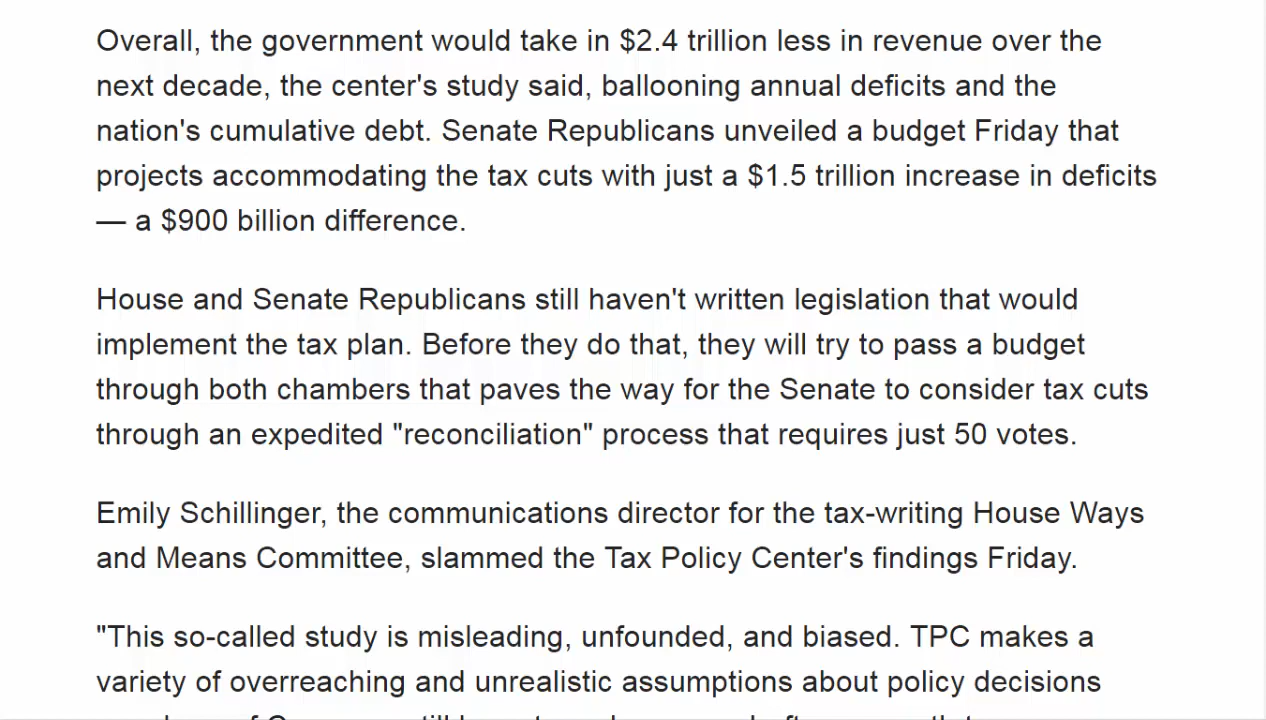 Overall, the government would take in $2.4 trillion less in revenue over the
next decade, the center's study said, ballooning annual deficits and the
nation's cumulative debt. Senate Republicans unveiled a budget Friday that
projects accommodating the tax cuts with just a $1.5 trillion increase in deficits
— a $900 billion difference.
House and Senate Republicans still haven't written legislation that would
implement the tax plan. Before they do that, they will try to pass a budget
through both chambers that paves the way for the Senate to consider tax cuts
through an expedited "reconciliation" process that requires just 50 votes.
Emily Schillinger, the communications director for the tax-writing House Ways
and Means Committee, slammed the Tax Policy Center's findings Friday.
"This so-called study is misleading, unfounded, and biased. TPC makes a
variety of overreaching and unrealistic assumptions about policy decisions